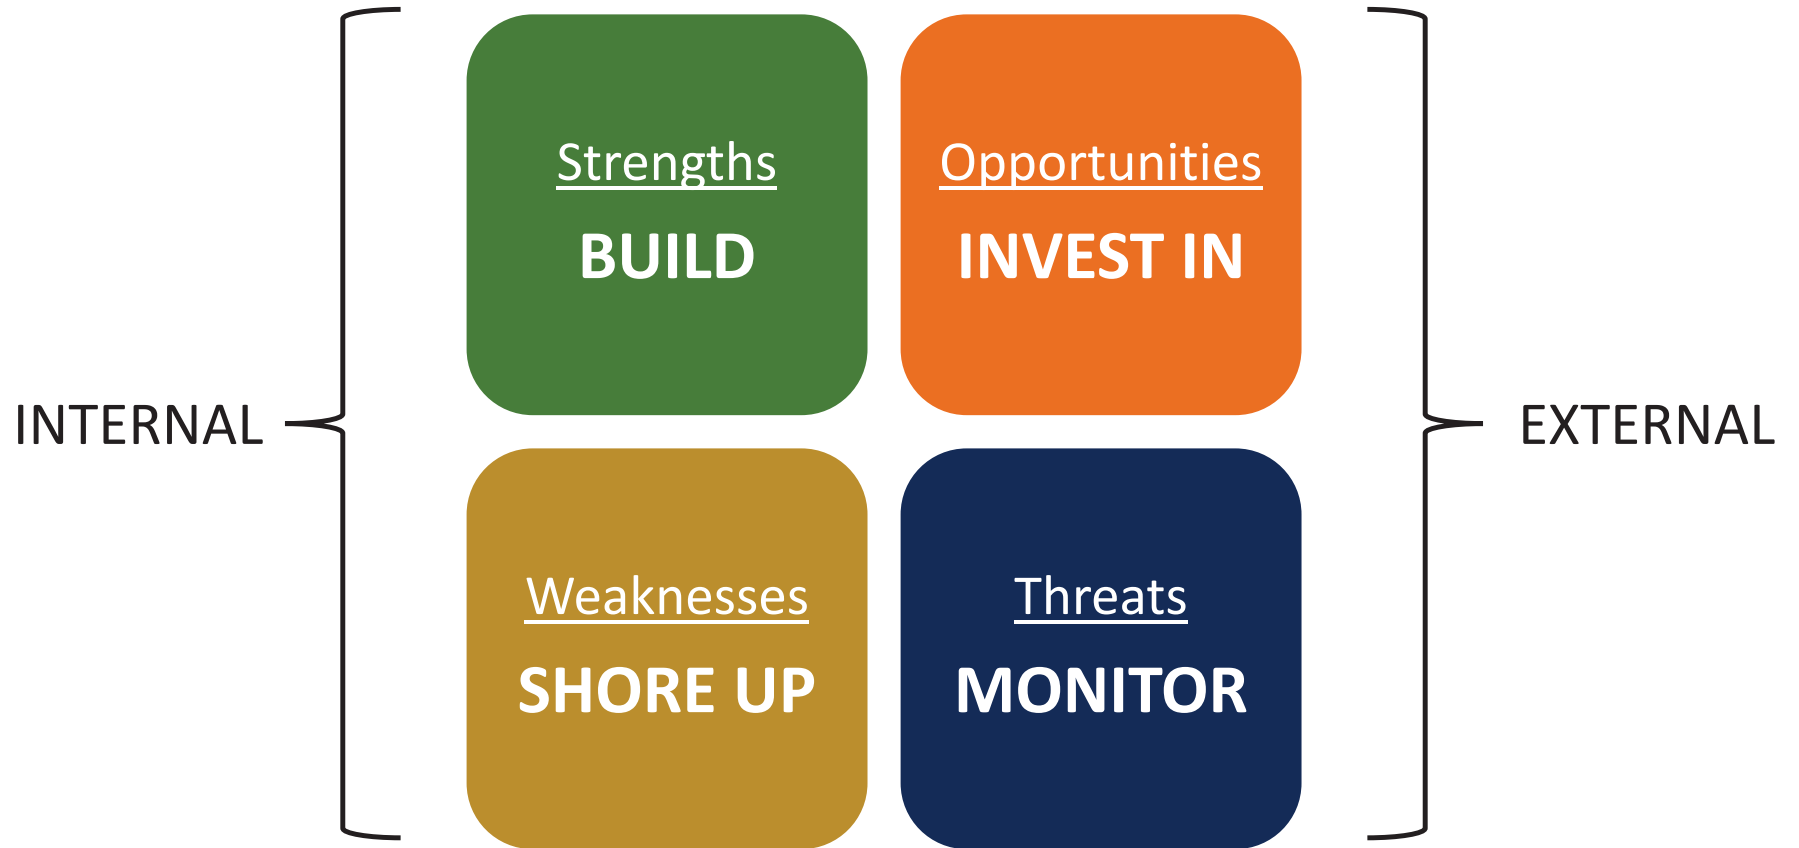 INTERNAL
Strengths
BUILD
Opportunities
INVEST IN
Weaknesses
SHORE UP
Threats
MONITOR
EXTERNAL